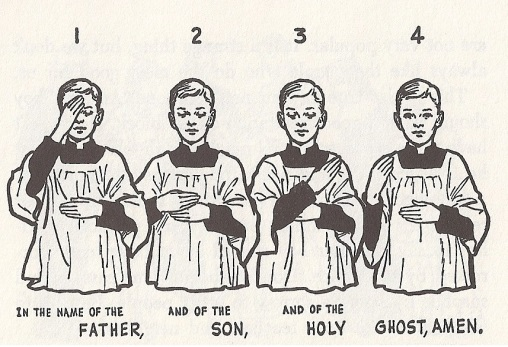 1 2 3 4
IN THE NAME OF THE AND OF THE AND OF THE
FATHER, SON, HOLY GHOST, AMEN.